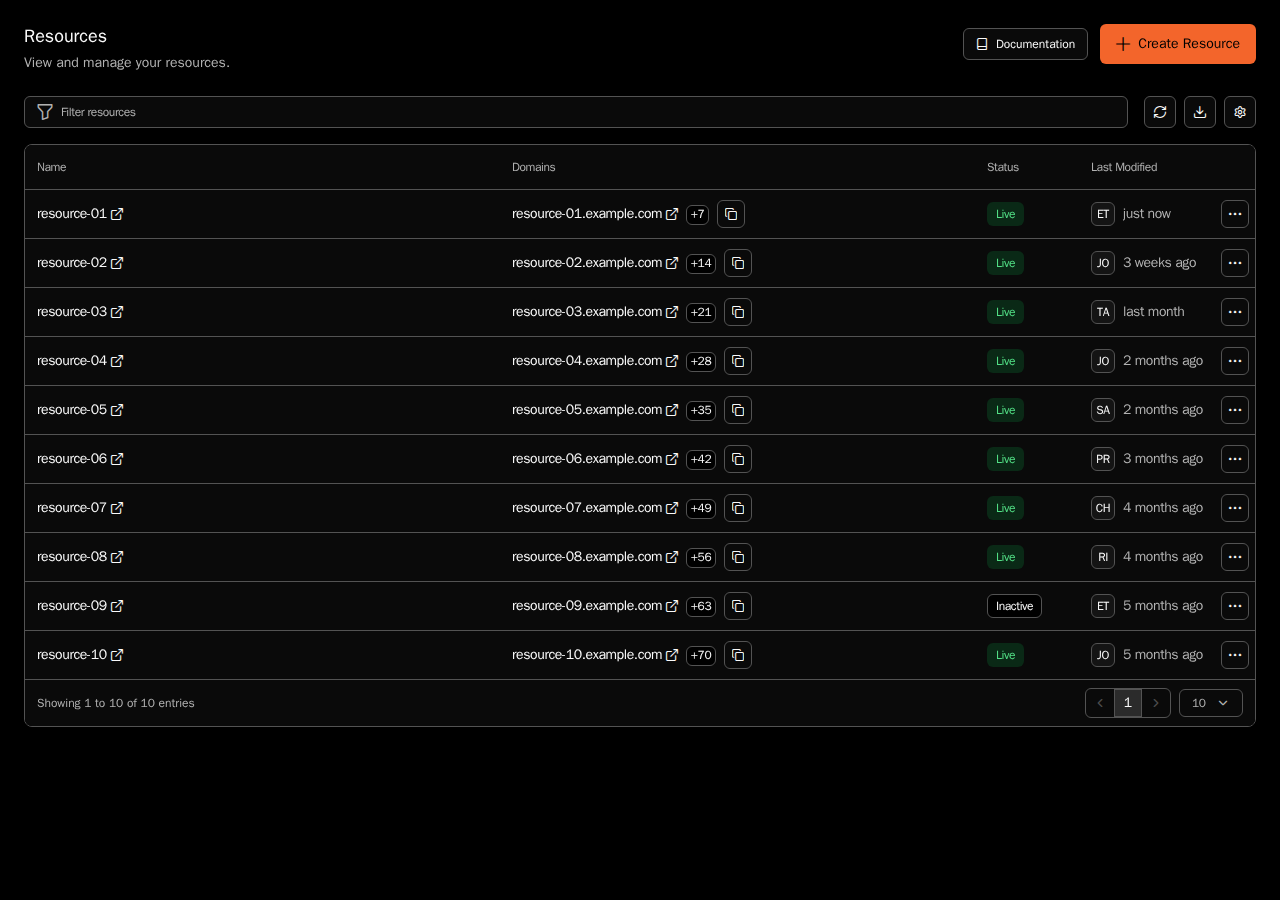 Resources
View and manage your resources.
Documentation
Create Resource
Filter resources
Name Domains Status Last Modified
resource-01 resource-01.example.com +7 Live ET just now
resource-02 resource-02.example.com +14 Live JO 3 weeks ago
resource-03 resource-03.example.com +21 Live TA last month
resource-04 resource-04.example.com +28 Live JO 2 months ago
resource-05 resource-05.example.com +35 Live SA 2 months ago
resource-06 resource-06.example.com +42 Live PR 3 months ago
resource-07 resource-07.example.com +49 Live CH 4 months ago
resource-08 resource-08.example.com +56 Live RI 4 months ago
resource-09 resource-09.example.com +63 Inactive ET 5 months ago
resource-10 resource-10.example.com +70 Live JO 5 months ago
Showing 1 to 10 of 10 entries 1 10